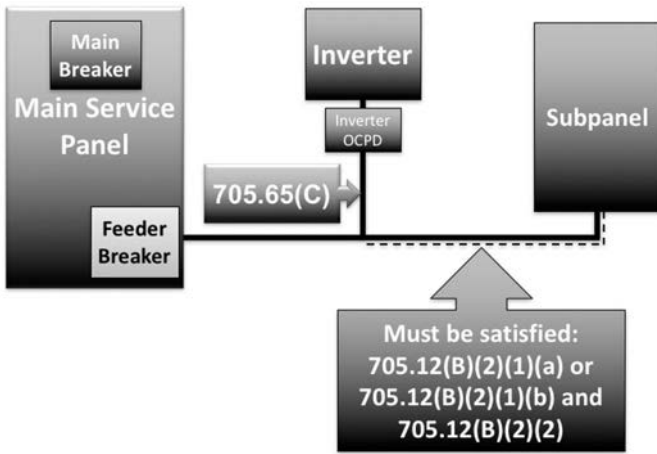 Main
Breaker
Main Service
Panel
Feeder
Breaker
Inverter
Inverter
OCPD
705.65(C)
Subpanel
Must be satisfied:
705.12(B)(2)(1)(a) or
705.12(B)(2)(1)(b) and
705.12(B)(2)(2)